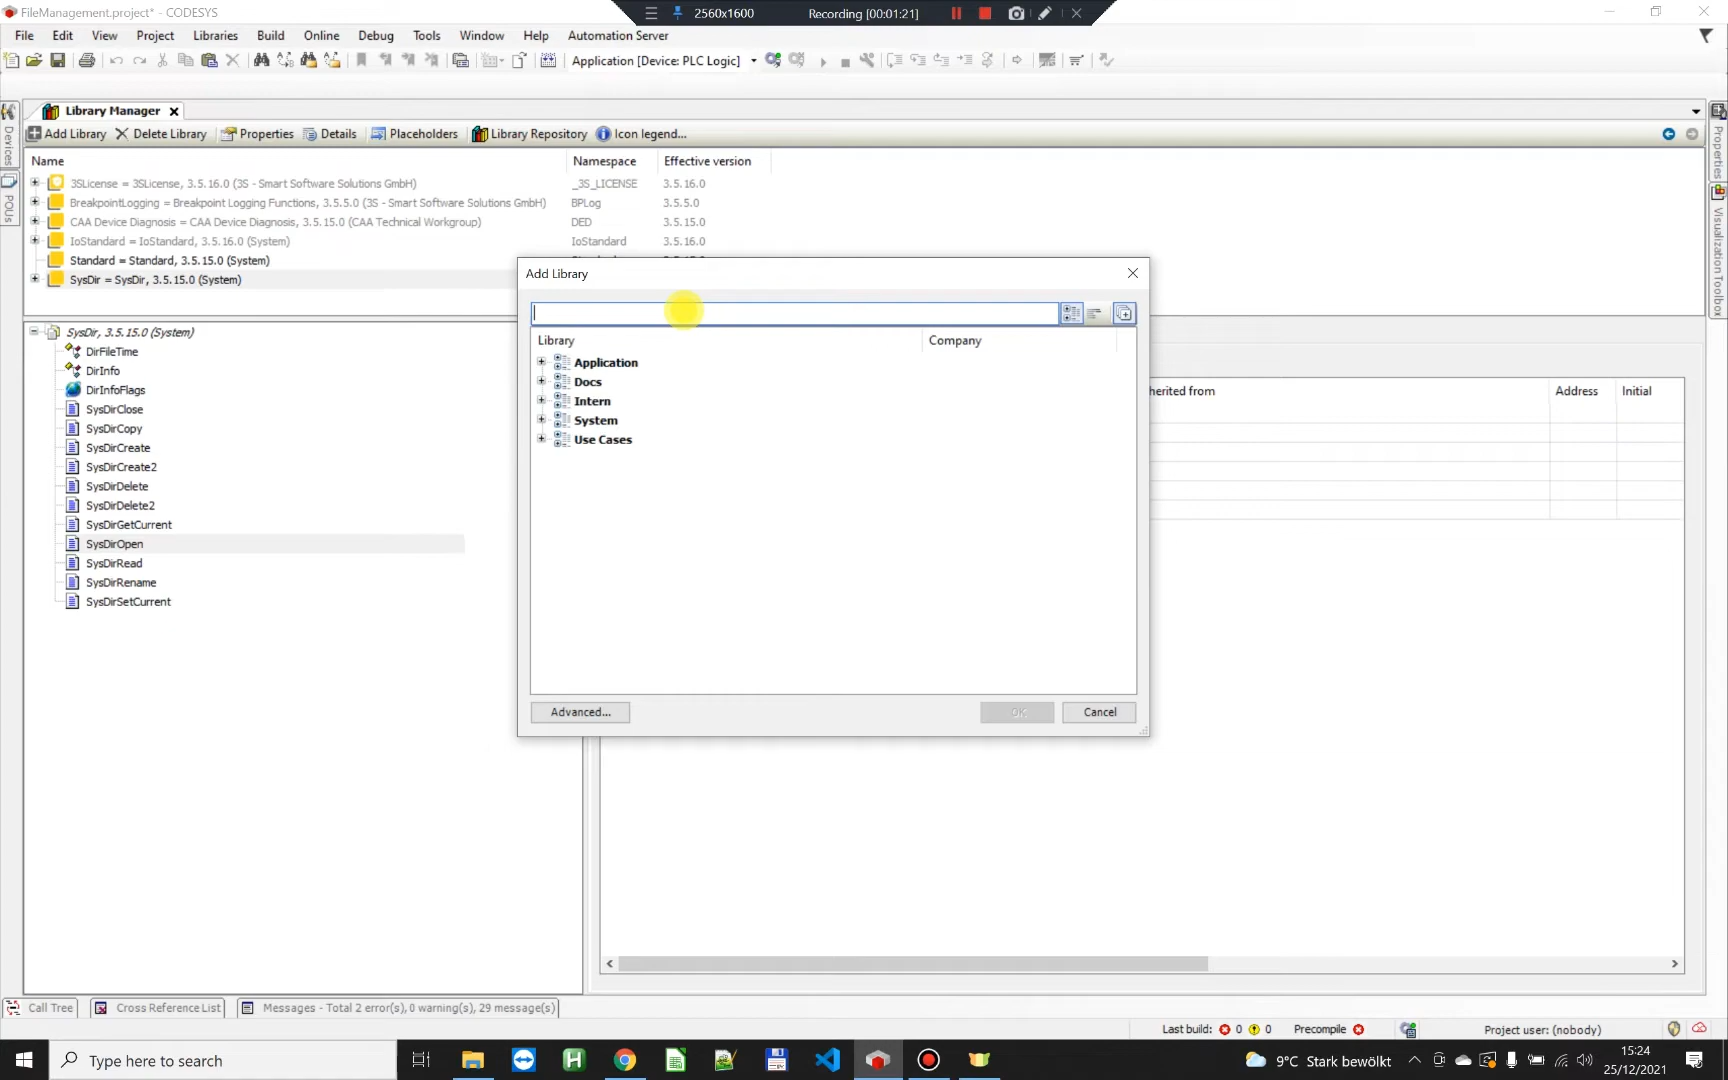 FileManagement.project* - CODESYS
2560x1600
Recording [00:01:21]
File Edit View Project Libraries Build Online Debug Tools Window Help Automation Server
Application [Device: PLC Logic]
Library Manager
Add Library Delete Library Properties Details Placeholders Library Repository Icon legend...
Devices
POUs
Properties
Visualization Toolbox
Name Namespace Effective version
3SLicense = 3SLicense, 3.5.16.0 (3S - Smart Software Solutions GmbH) _3S_LICENSE 3.5.16.0
BreakpointLogging = Breakpoint Logging Functions, 3.5.5.0 (3S - Smart Software Solutions GmbH) BPLog 3.5.5.0
CAA Device Diagnosis = CAA Device Diagnosis, 3.5.15.0 (CAA Technical Workgroup) DED 3.5.15.0
IoStandard = IoStandard, 3.5.16.0 (System) IoStandard 3.5.16.0
Standard = Standard, 3.5.15.0 (System)
SysDir = SysDir, 3.5.15.0 (System)
SysDir, 3.5.15.0 (System)
DirFileTime
DirInfo
DirInfoFlags
SysDirClose
SysDirCopy
SysDirCreate
SysDirCreate2
SysDirDelete
SysDirDelete2
SysDirGetCurrent
SysDirOpen
SysDirRead
SysDirRename
SysDirSetCurrent
Add Library
Library Company
Application
Docs
Intern
System
Use Cases
Advanced... OK Cancel
herited from Address Initial
Call Tree Cross Reference List Messages - Total 2 error(s), 0 warning(s), 29 message(s)
Last build: 0 0 Precompile Project user: (nobody)
Type here to search
9°C Stark bewölkt
15:24
25/12/2021